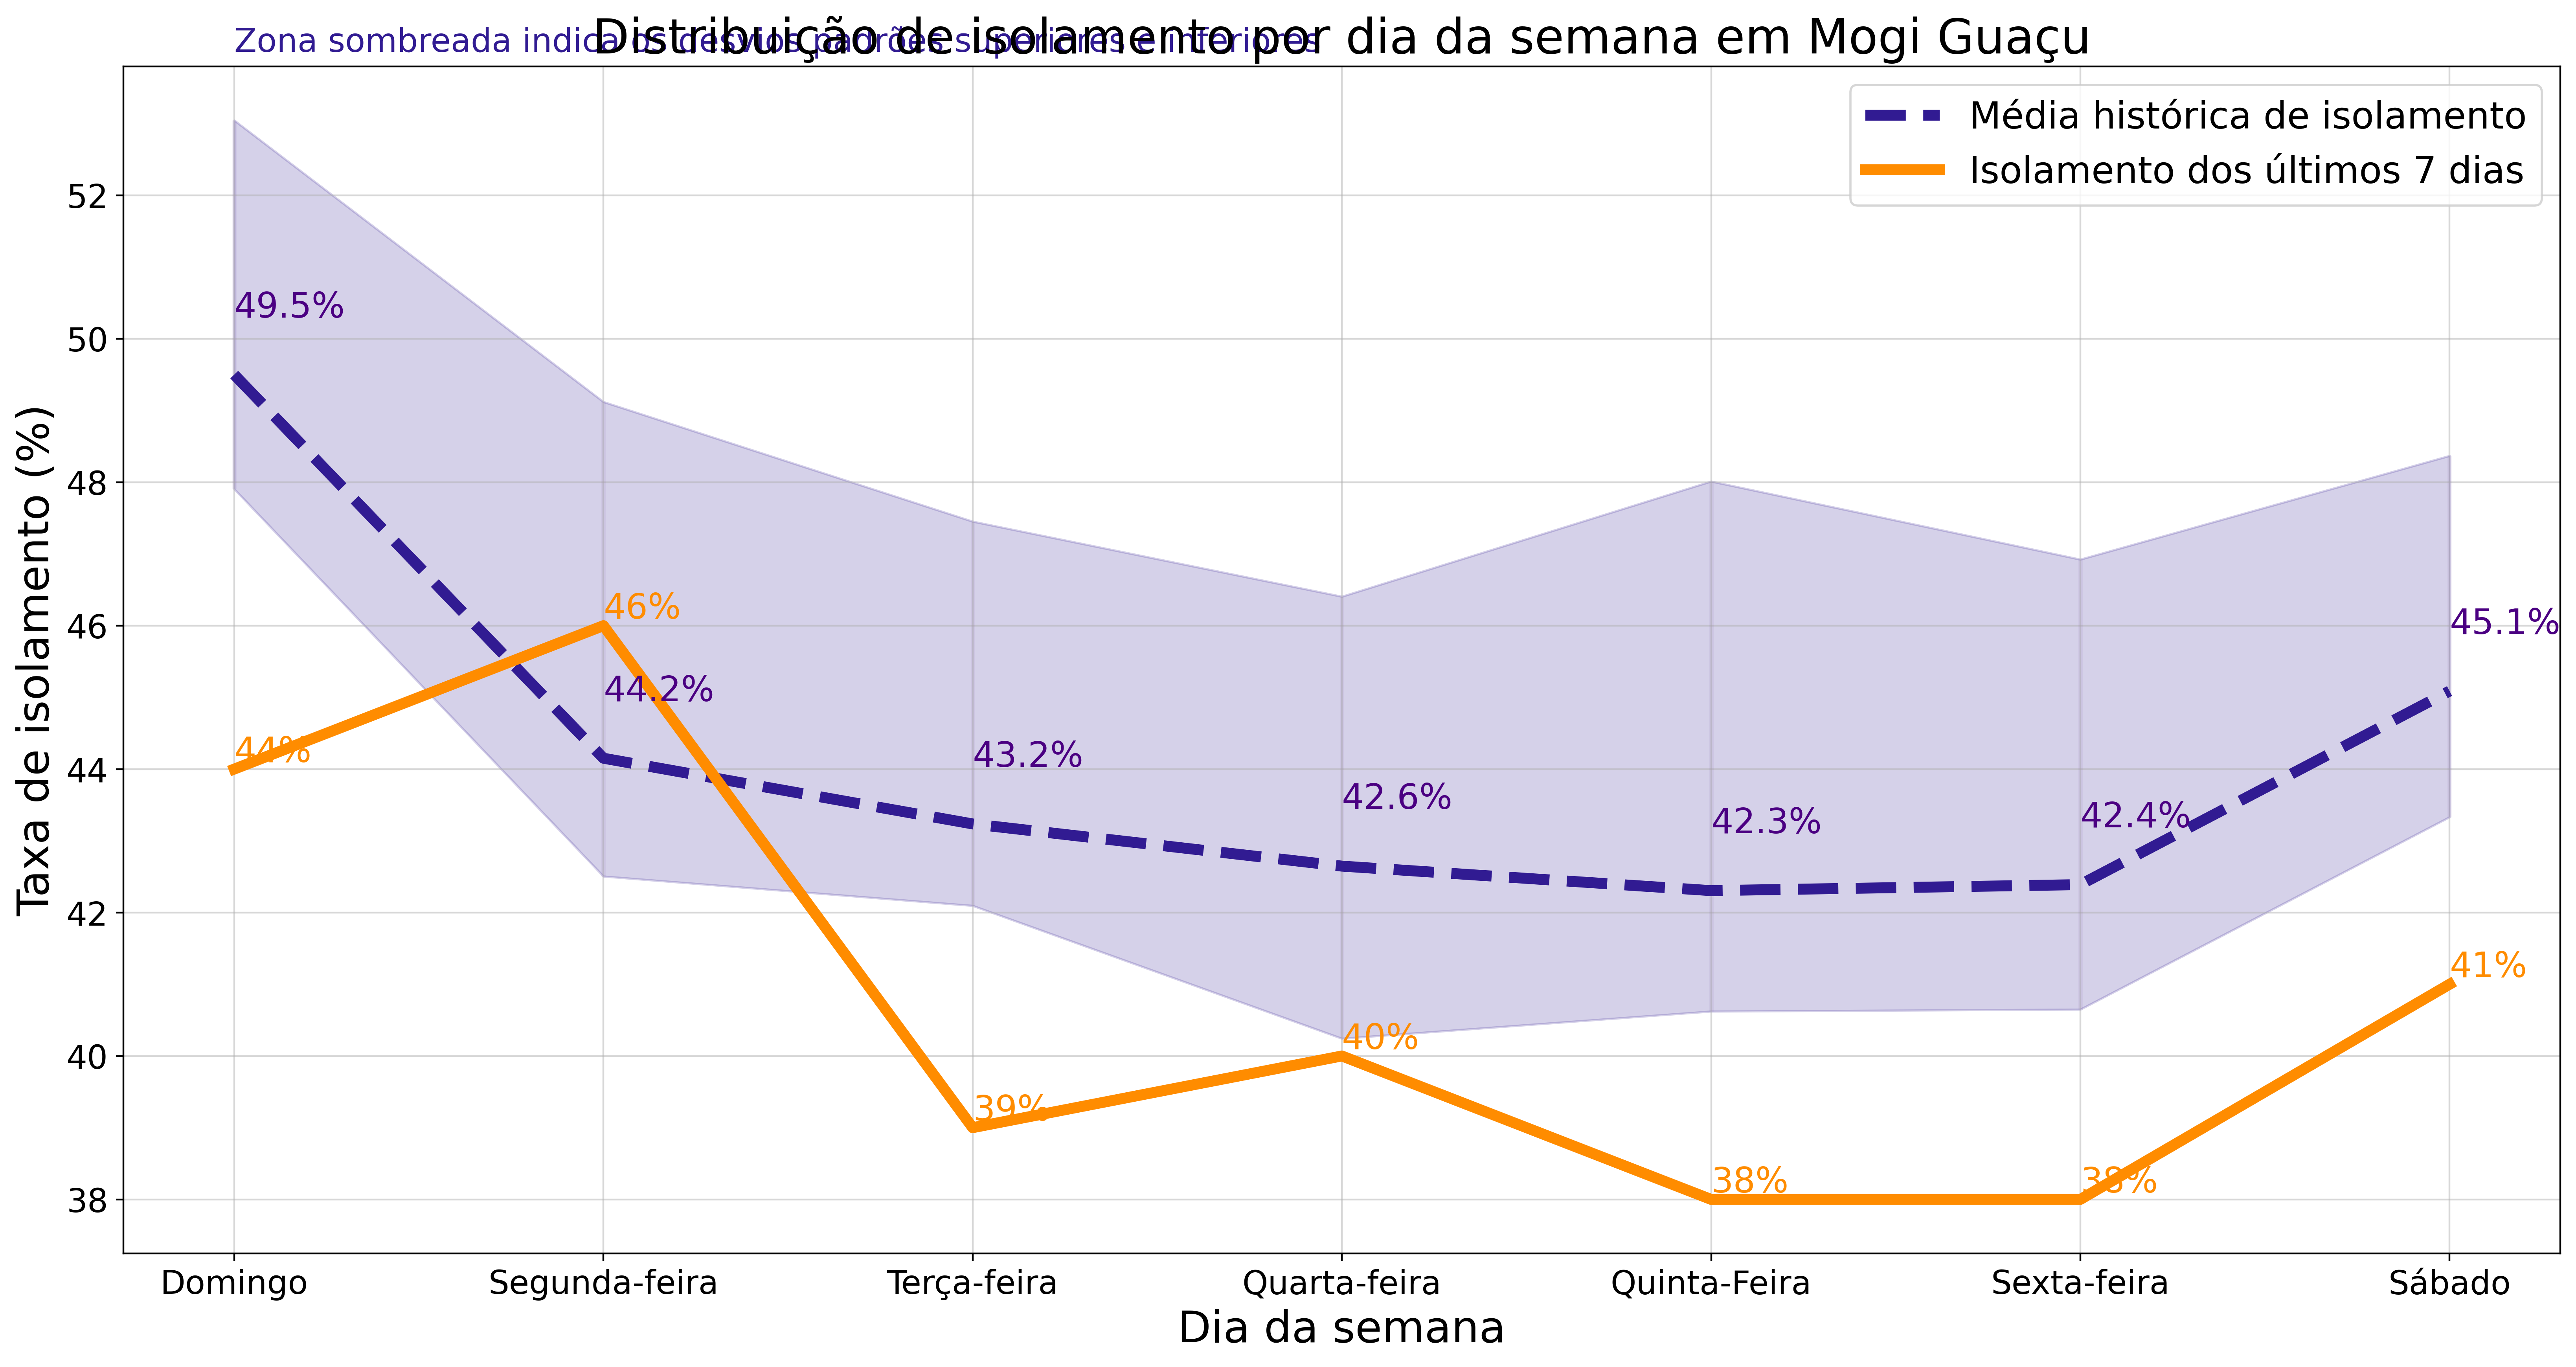 Zona sombreada indica os desvios padrões superiores e inferiores
Distribuição de isolamento por dia da semana em Mogi Guaçu
Média histórica de isolamento
Isolamento dos últimos 7 dias
Taxa de isolamento (%)
52
50
48
46
44
42
40
38
49.5%
44.2%
43.2%
42.6%
42.3%
42.4%
45.1%
44%
46%
39%
40%
38%
38%
41%
Domingo
Segunda-feira
Terça-feira
Quarta-feira
Quinta-Feira
Sexta-feira
Sábado
Dia da semana